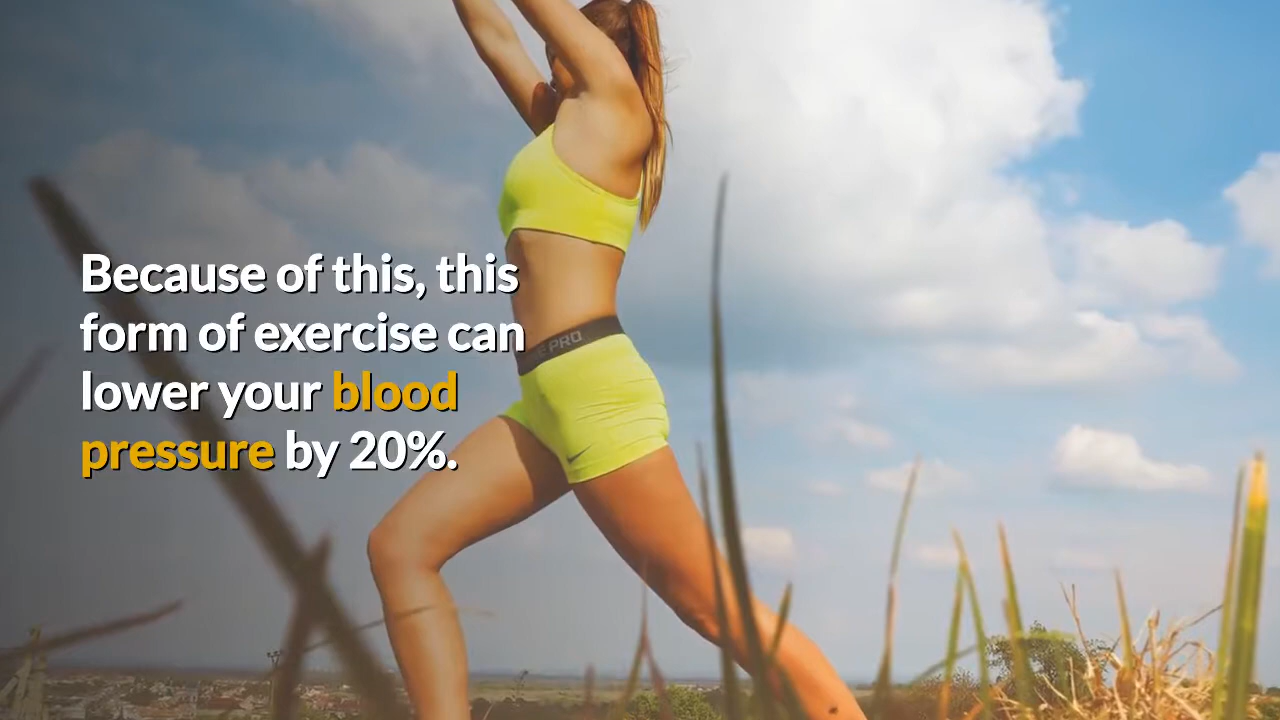 Because of this, this
form of exercise can
lower your blood
pressure by 20%.
PRO